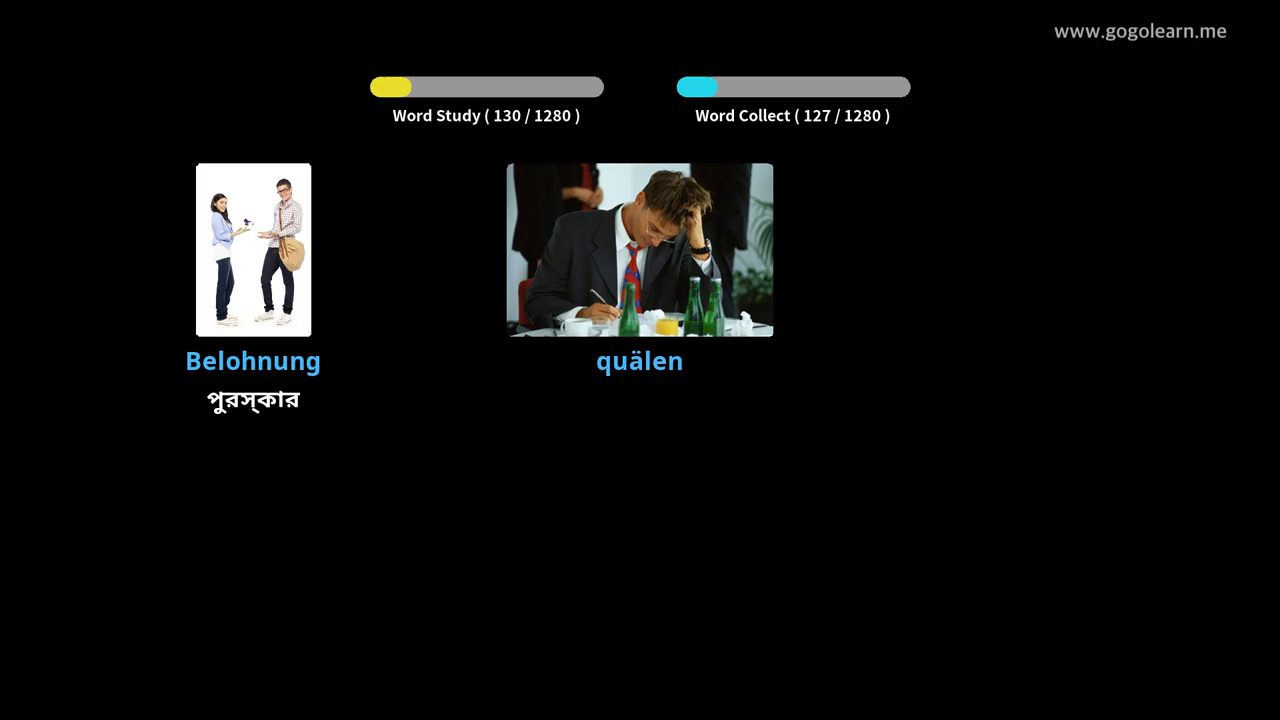 www.gogolearn.me
Word Study ( 130 / 1280 )
Word Collect ( 127 / 1280 )
Belohnung
quälen
পুরস্কার